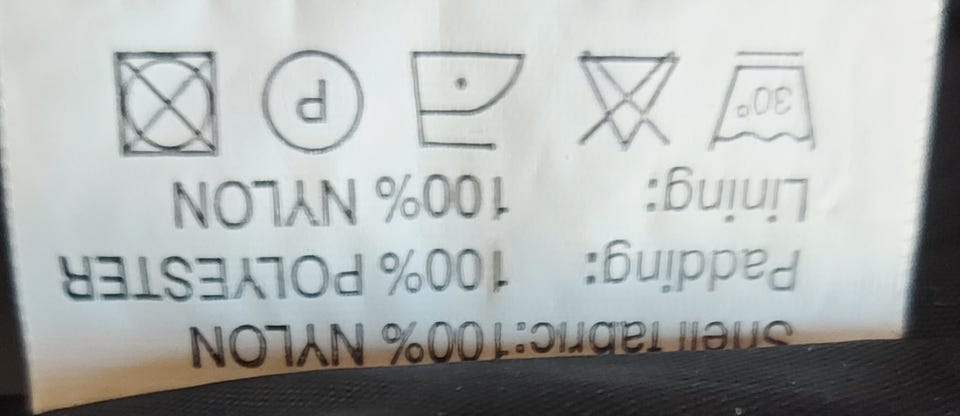 Shell fabric:100% NYLON
Padding: 100% POLYESTER
Lining: 100% NYLON
30°
P